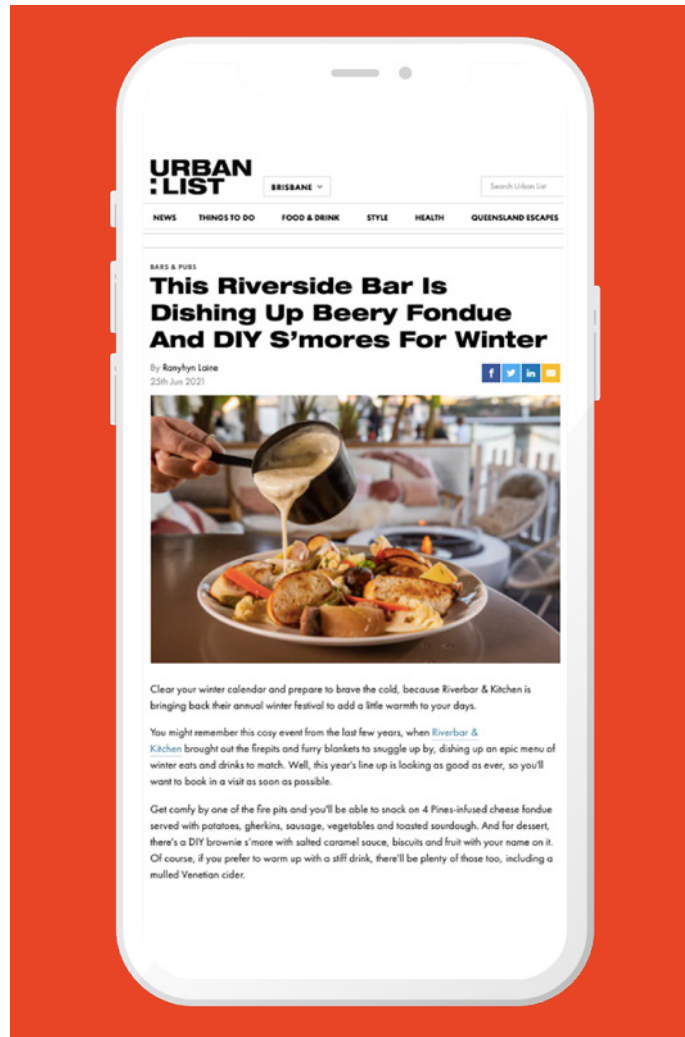 URBAN
:LIST
BRISBANE
Search Urban List
NEWS THINGS TO DO FOOD & DRINK STYLE HEALTH QUEENSLAND ESCAPES
BARS & PUBS
This Riverside Bar Is
Dishing Up Beery Fondue
And DIY S'mores For Winter
By Ranyhyn Laine
25th Jun 2021
f in
Clear your winter calendar and prepare to brave the cold, because Riverbar & Kitchen is
bringing back their annual winter festival to add a little warmth to your days.
You might remember this cosy event from the last few years, when Riverbar &
Kitchen brought out the firepits and furry blankets to snuggle up by, dishing up an epic menu of
winter eats and drinks to match. Well, this year's line up is looking as good as ever, so you'll
want to book in a visit as soon as possible.
Get comfy by one of the fire pits and you'll be able to snack on 4 Pines-infused cheese fondue
served with potatoes, gherkins, sausage, vegetables and toasted sourdough. And for dessert,
there's a DIY brownie s'more with salted caramel sauce, biscuits and fruit with your name on it.
Of course, if you prefer to warm up with a stiff drink, there'll be plenty of those too, including a
mulled Venetian cider.